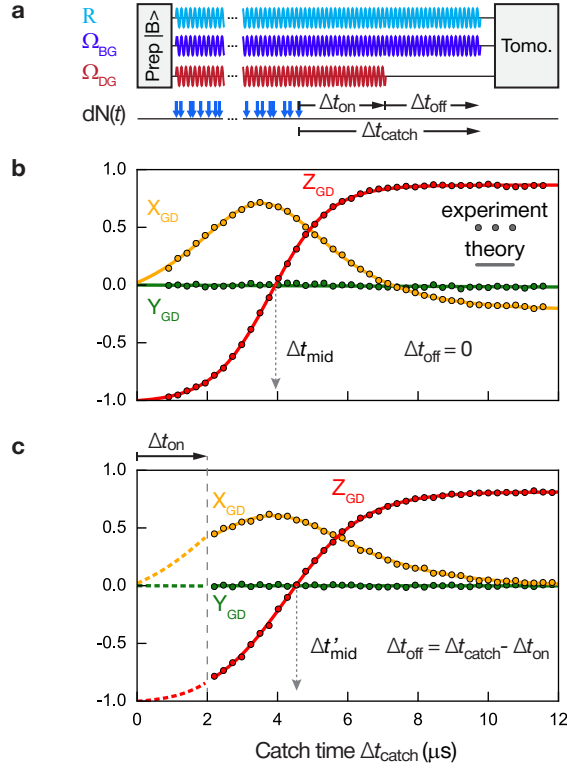 a
R
Ω_BG
Ω_DG
dN(t)
Prep |B>
...
...
...
...
Tomo.
Δt_on
Δt_off
Δt_catch
b
1.0
0.5
0.0
-0.5
-1.0
X_GD
Z_GD
Y_GD
experiment
theory
Δt_mid
Δt_off = 0
c
Δt_on
1.0
0.5
0.0
-0.5
-1.0
X_GD
Z_GD
Y_GD
Δt'_mid
Δt_off = Δt_catch - Δt_on
0 2 4 6 8 10 12
Catch time Δt_catch (μs)